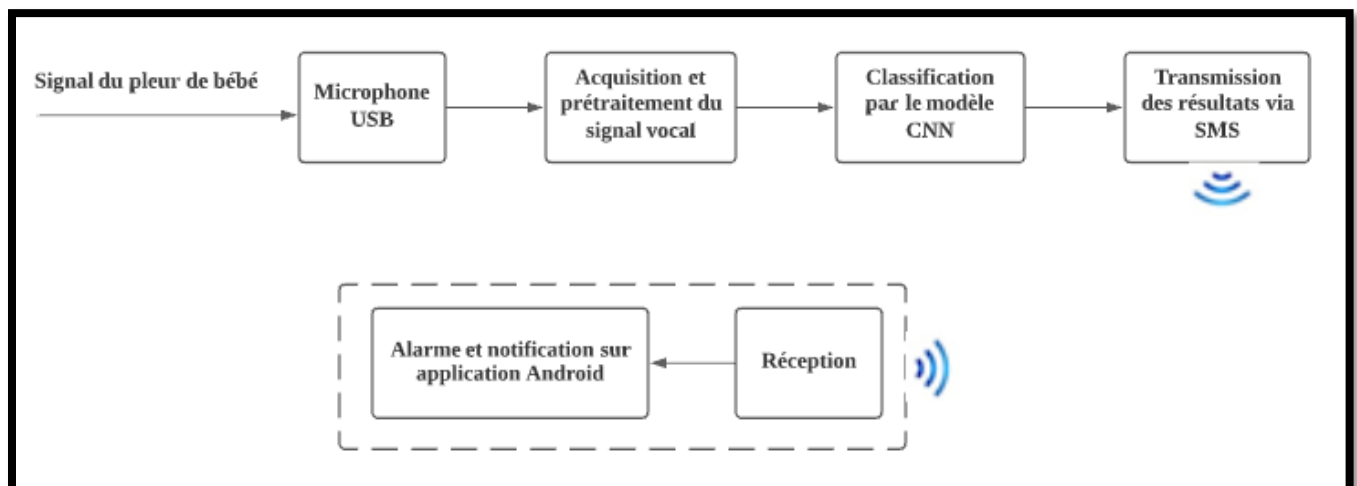 Signal du pleur de bébé
Microphone
USB
Acquisition et
prétraitement du
signal vocal
Classification
par le modèle
CNN
Transmission
des résultats via
SMS
Alarme et notification sur
application Android
Réception